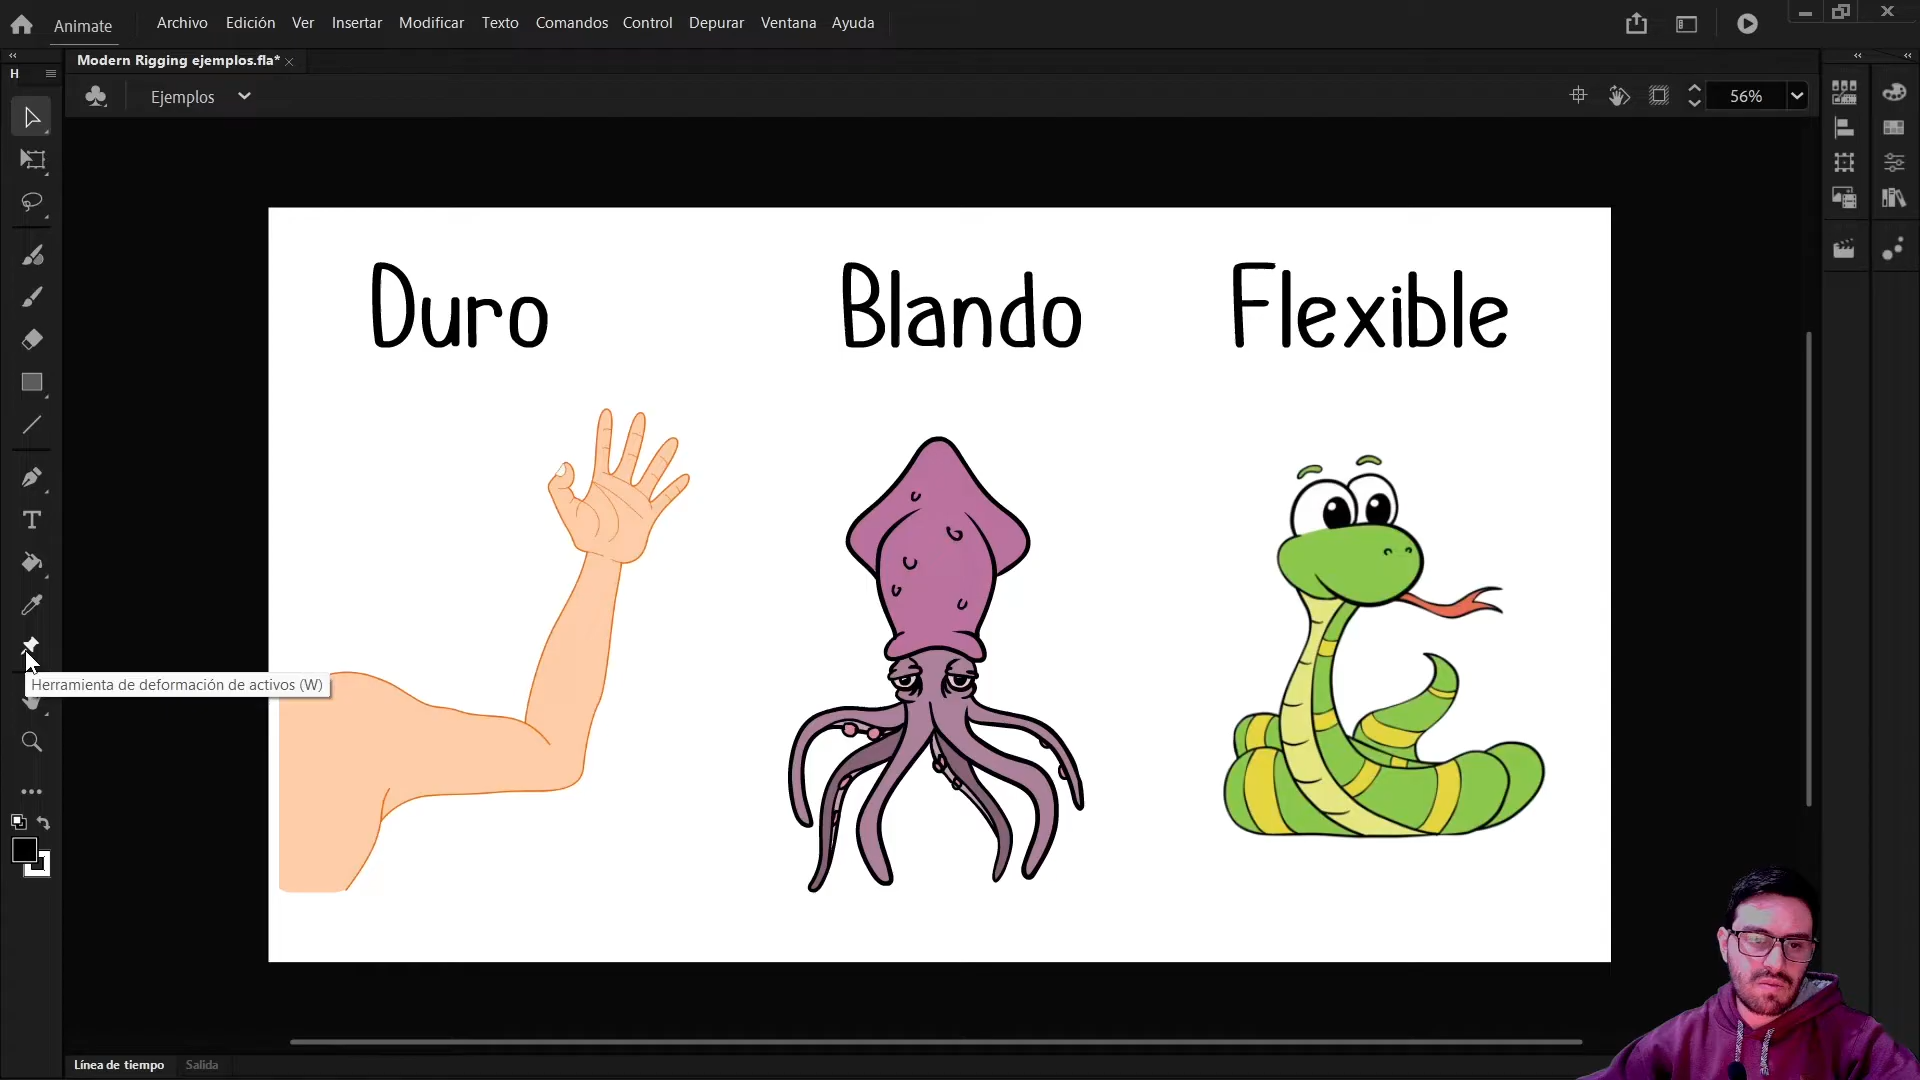 Animate
Archivo Edición Ver Insertar Modificar Texto Comandos Control Depurar Ventana Ayuda
Modern Rigging ejemplos.fla*
H
Ejemplos
56%
Duro Blando Flexible
Herramienta de deformación de activos (W)
Línea de tiempo Salida